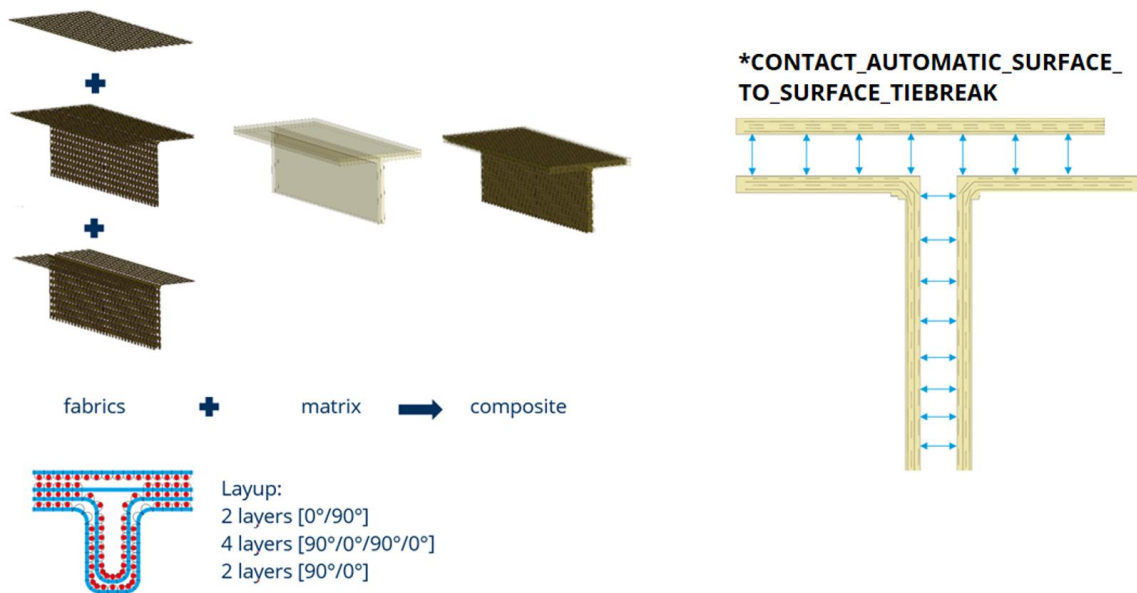 *CONTACT_AUTOMATIC_SURFACE_
TO_SURFACE_TIEBREAK
fabrics
matrix
composite
Layup:
2 layers [0°/90°]
4 layers [90°/0°/90°/0°]
2 layers [90°/0°]